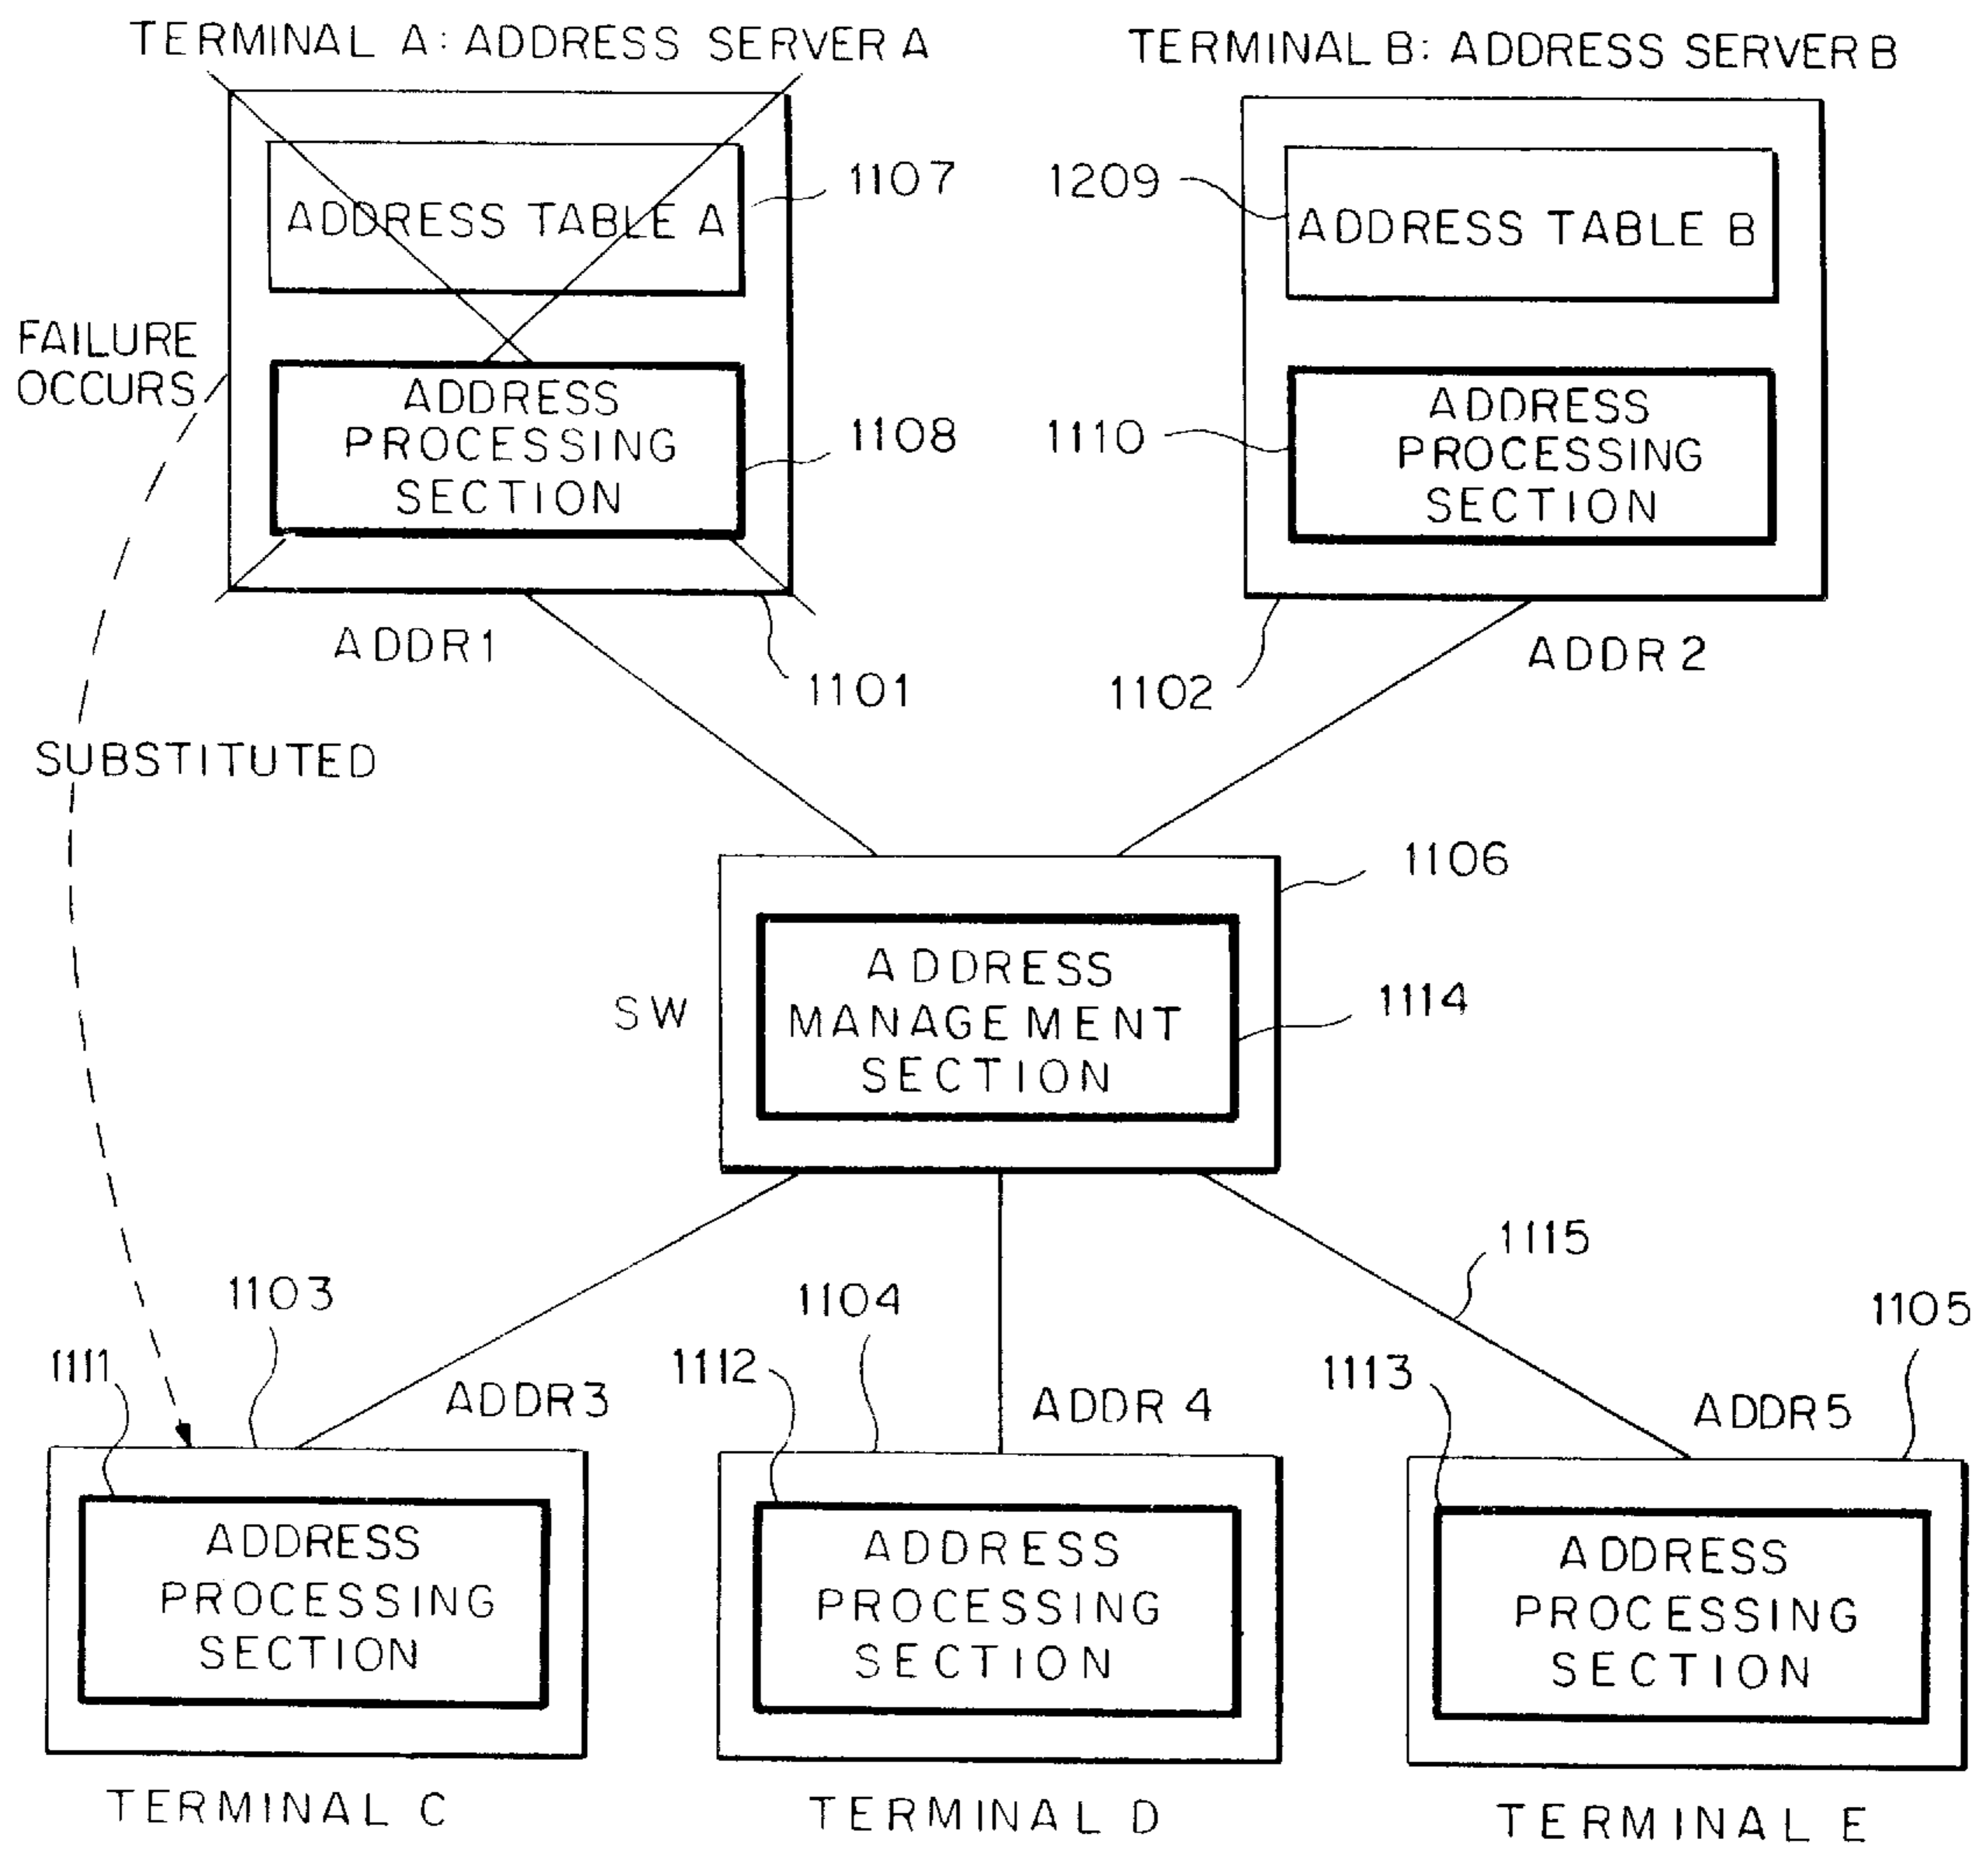 TERMINAL A: ADDRESS SERVER A
TERMINAL B: ADDRESS SERVER B
ADDRESS TABLE A
1107
1209
ADDRESS TABLE B
FAILURE
OCCURS
ADDRESS
PROCESSING
SECTION
1108
1110
ADDRESS
PROCESSING
SECTION
ADDR1
1101
1102
ADDR 2
SUBSTITUTED
1106
SW
ADDRESS
MANAGEMENT
SECTION
1114
1115
1103
1104
1105
1111
ADDR3
1112
ADDR 4
1113
ADDR5
ADDRESS
PROCESSING
SECTION
ADDRESS
PROCESSING
SECTION
ADDRESS
PROCESSING
SECTION
TERMINAL C
TERMINAL D
TERMINAL E